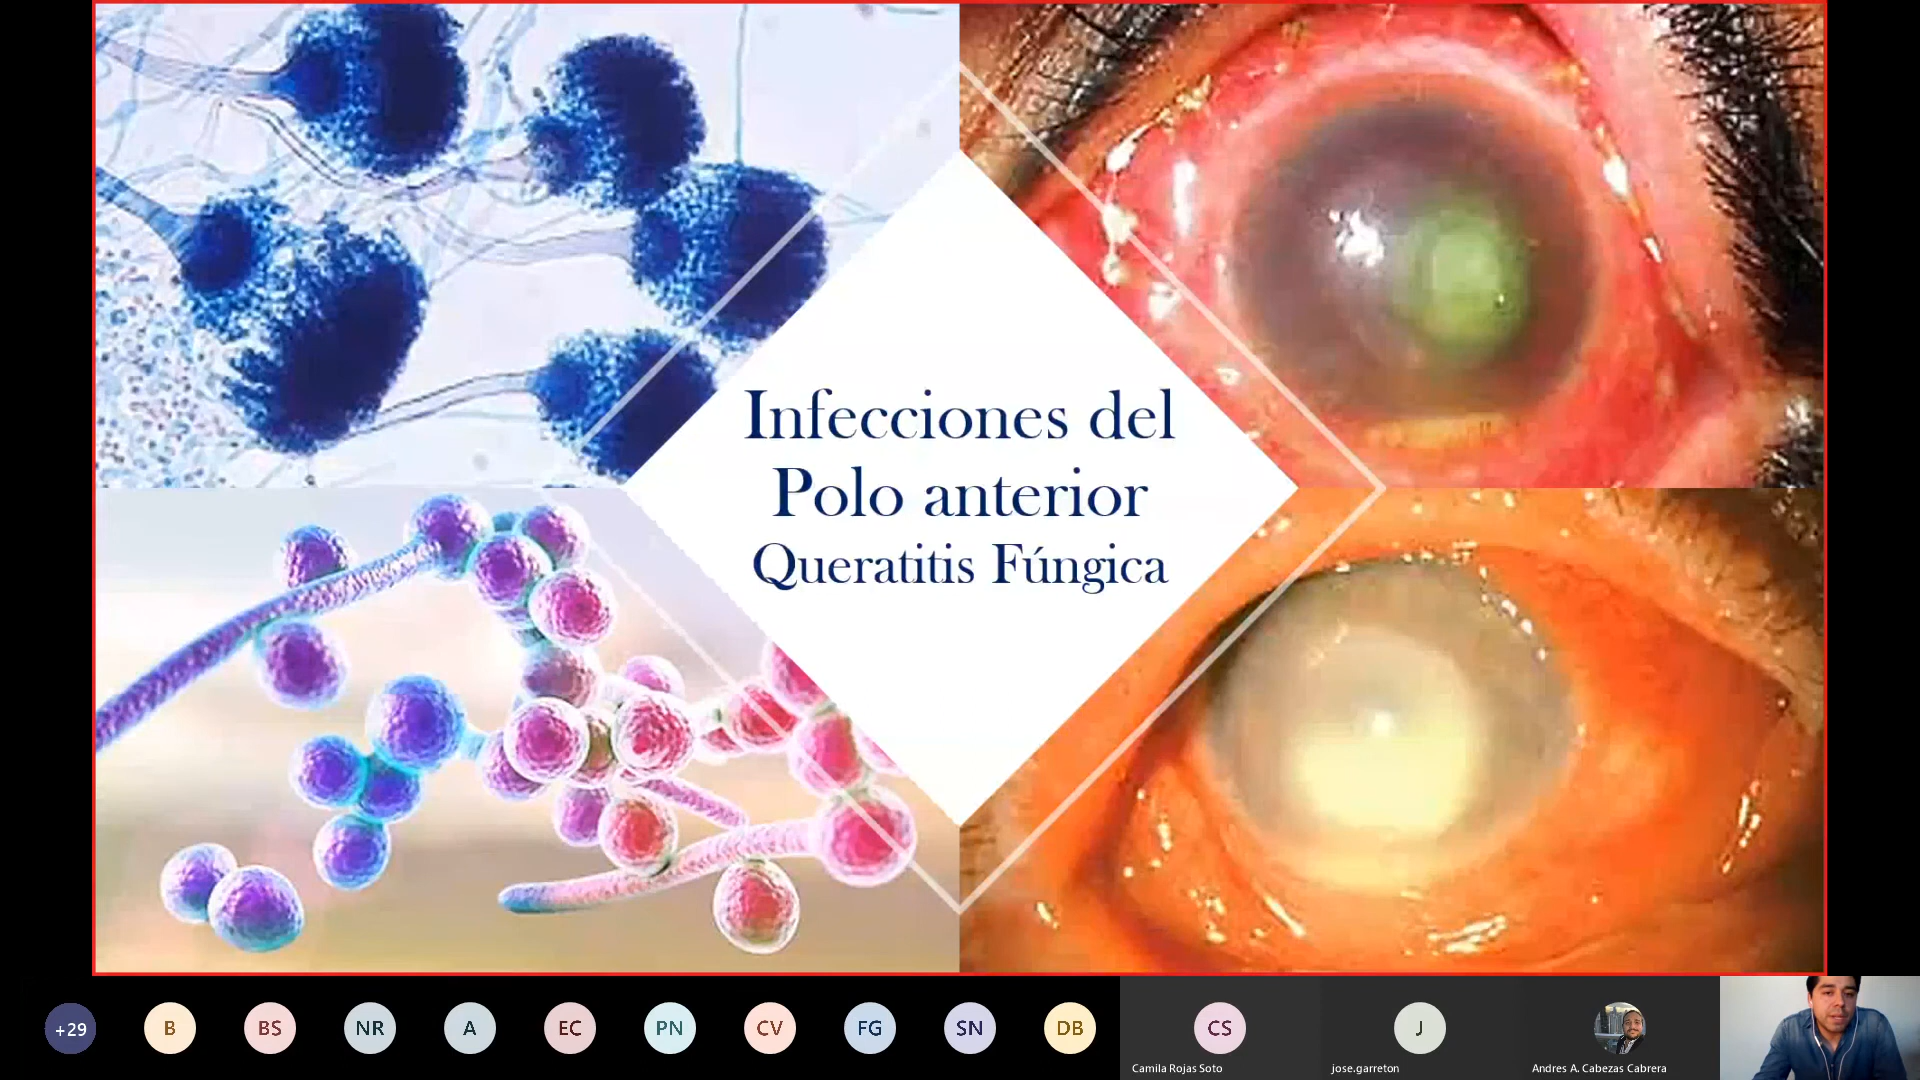 Infecciones del
Polo anterior
Queratitis Fúngica
+29
B
BS
NR
A
EC
PN
CV
FG
SN
DB
CS
J
Camila Rojas Soto
jose.garreton
Andres A. Cabezas Cabrera